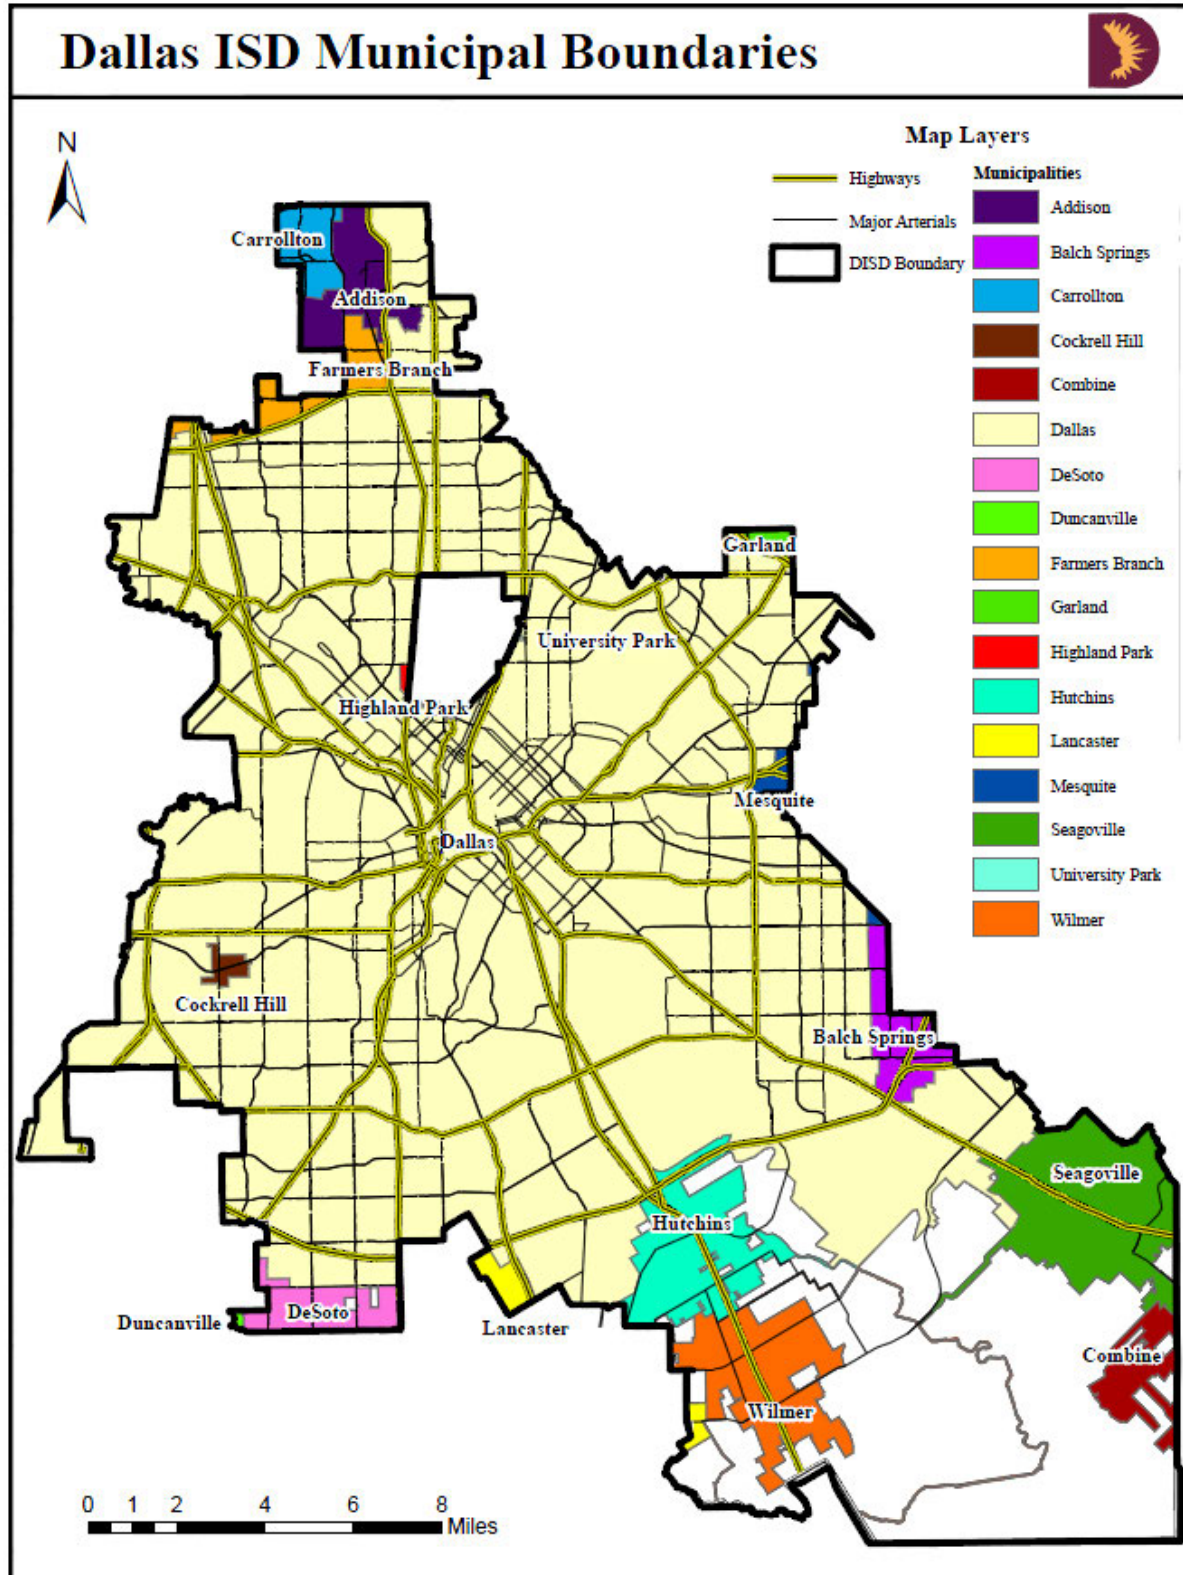 Dallas ISD Municipal Boundaries
N
Map Layers
Highways
Major Arterials
DISD Boundary
Municipalities
Addison
Balch Springs
Carrollton
Cockrell Hill
Combine
Dallas
DeSoto
Duncanville
Farmers Branch
Garland
Highland Park
Hutchins
Lancaster
Mesquite
Seagoville
University Park
Wilmer
Carrollton
Addison
Farmers Branch
Garland
University Park
Highland Park
Mesquite
Dallas
Cockrell Hill
Balch Springs
Seagoville
Hutchins
DeSoto
Duncanville
Lancaster
Combine
Wilmer
0 1 2 4 6 8
Miles